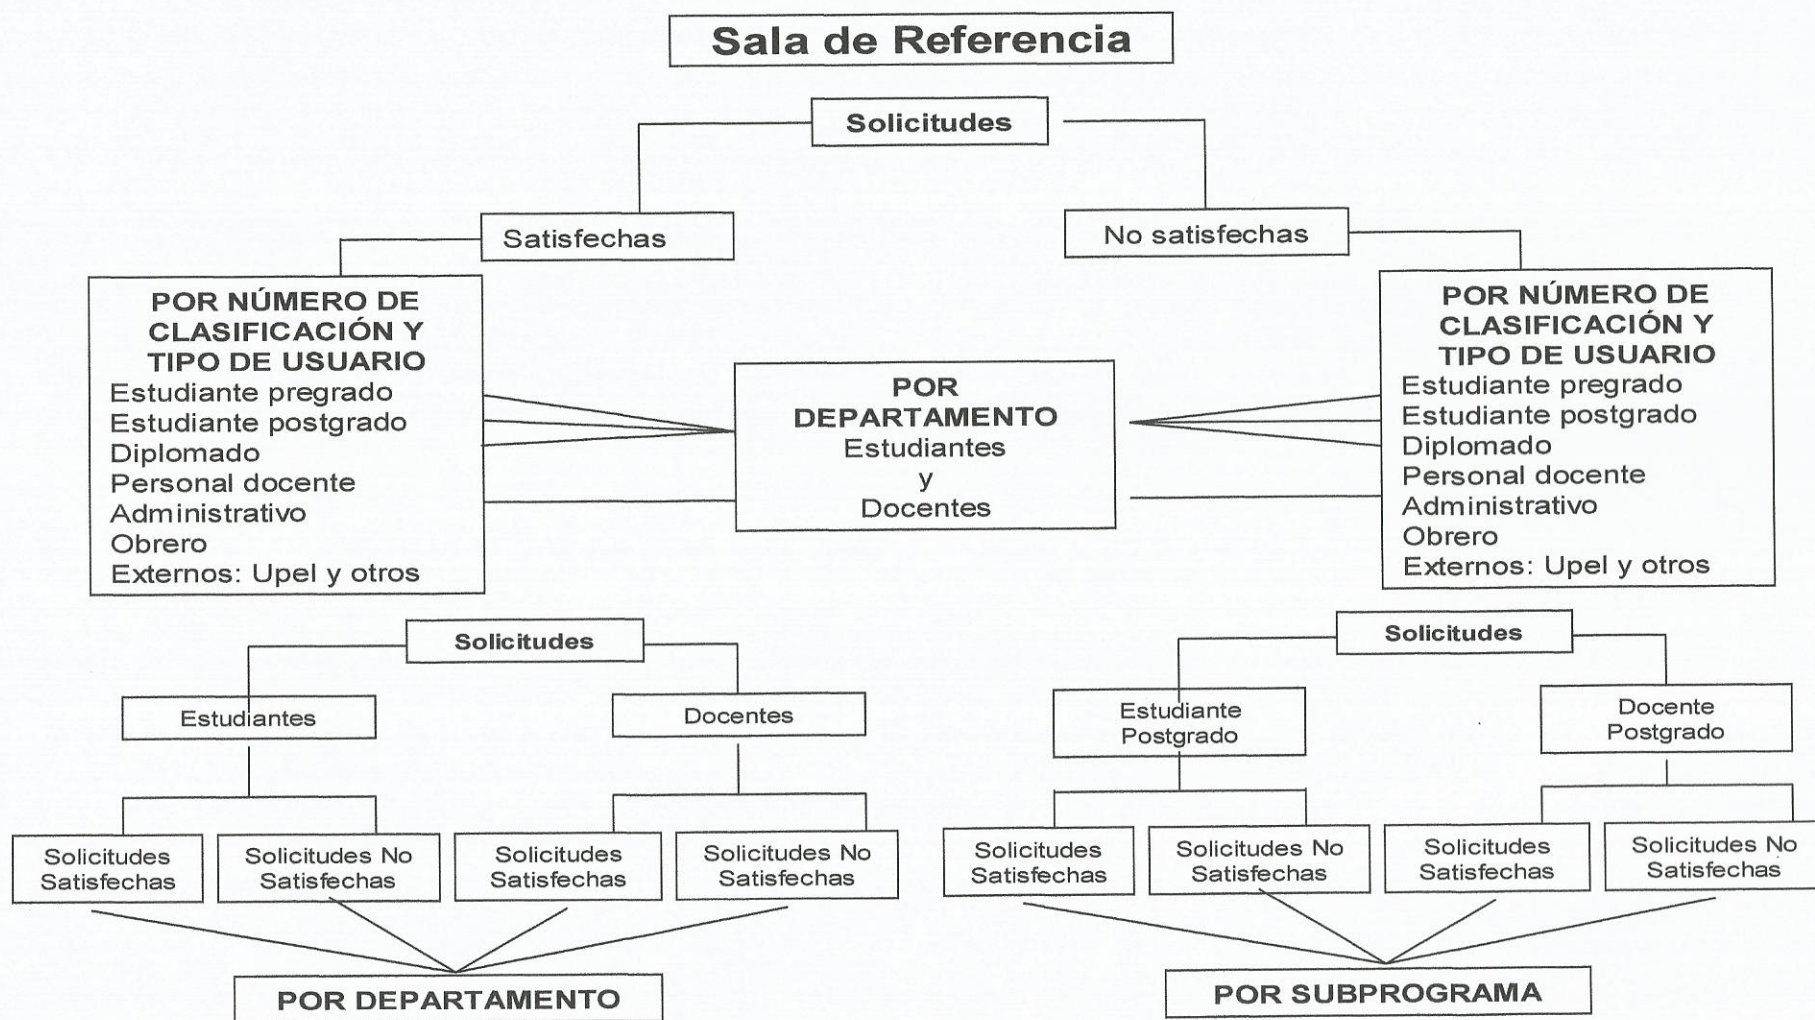 Sala de Referencia
Solicitudes
Satisfechas
No satisfechas
POR NÚMERO DE
CLASIFICACIÓN Y
TIPO DE USUARIO
Estudiante pregrado
Estudiante postgrado
Diplomado
Personal docente
Administrativo
Obrero
Externos: Upel y otros
POR
DEPARTAMENTO
Estudiantes
y
Docentes
POR NÚMERO DE
CLASIFICACIÓN Y
TIPO DE USUARIO
Estudiante pregrado
Estudiante postgrado
Diplomado
Personal docente
Administrativo
Obrero
Externos: Upel y otros
Solicitudes
Estudiantes
Docentes
Solicitudes
Satisfechas
Solicitudes No
Satisfechas
Solicitudes
Satisfechas
Solicitudes No
Satisfechas
POR DEPARTAMENTO
Solicitudes
Estudiante
Postgrado
Docente
Postgrado
Solicitudes
Satisfechas
Solicitudes No
Satisfechas
Solicitudes
Satisfechas
Solicitudes No
Satisfechas
POR SUBPROGRAMA